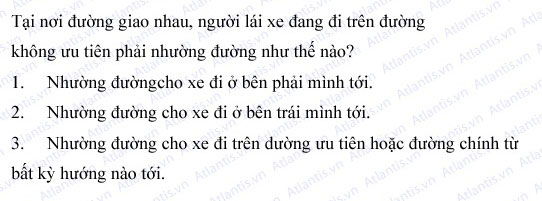 Tại nơi đường giao nhau, người lái xe đang đi trên đường
không ưu tiên phải nhường đường như thế nào?
1. Nhường đườngcho xe đi ở bên phải mình tới.
2. Nhường đường cho xe đi ở bên trái mình tới.
3. Nhường đường cho xe đi trên đường ưu tiên hoặc đường chính từ
bất kỳ hướng nào tới.